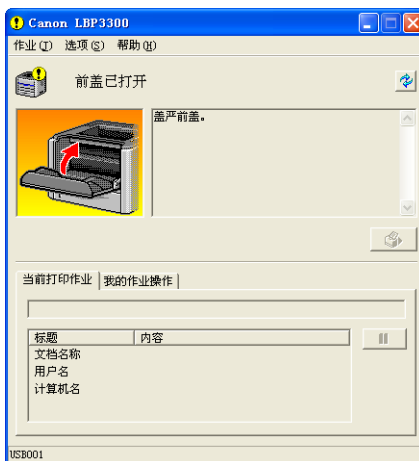 Canon LBP3300
作业(J) 选项(S) 帮助(H)
前盖已打开
盖严前盖。
当前打印作业 我的作业操作
标题 内容
文档名称
用户名
计算机名
USB001